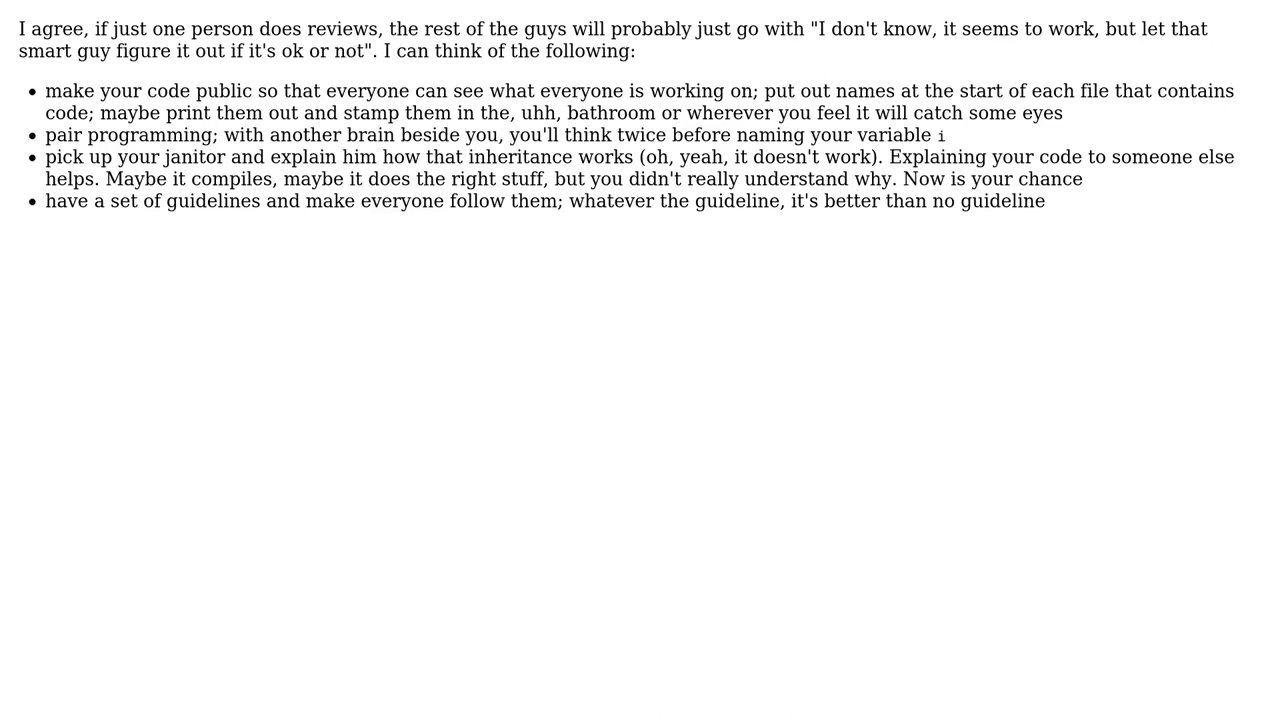 I agree, if just one person does reviews, the rest of the guys will probably just go with "I don't know, it seems to work, but let that
smart guy figure it out if it's ok or not". I can think of the following:
• make your code public so that everyone can see what everyone is working on; put out names at the start of each file that contains
code; maybe print them out and stamp them in the, uhh, bathroom or wherever you feel it will catch some eyes
• pair programming; with another brain beside you, you'll think twice before naming your variable i
• pick up your janitor and explain him how that inheritance works (oh, yeah, it doesn't work). Explaining your code to someone else
helps. Maybe it compiles, maybe it does the right stuff, but you didn't really understand why. Now is your chance
• have a set of guidelines and make everyone follow them; whatever the guideline, it's better than no guideline